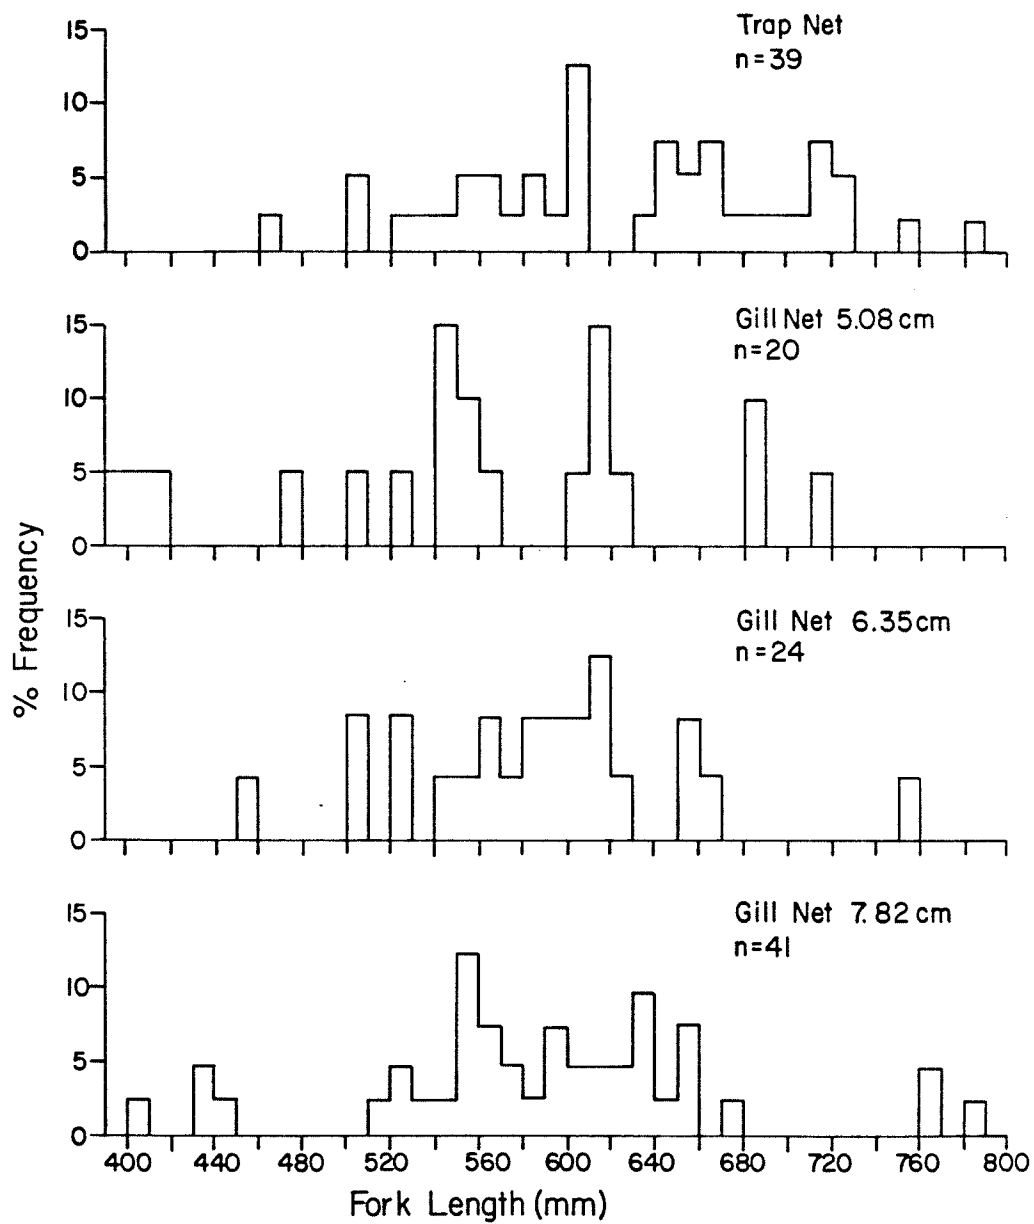 Trap Net
n=39
15
10
5
0
Gill Net 5.08 cm
n=20
15
10
5
0
Gill Net 6.35 cm
n=24
15
10
5
0
Gill Net 7.82 cm
n=41
15
10
5
0
% Frequency
400 440 480 520 560 600 640 680 720 760 800
Fork Length (mm)